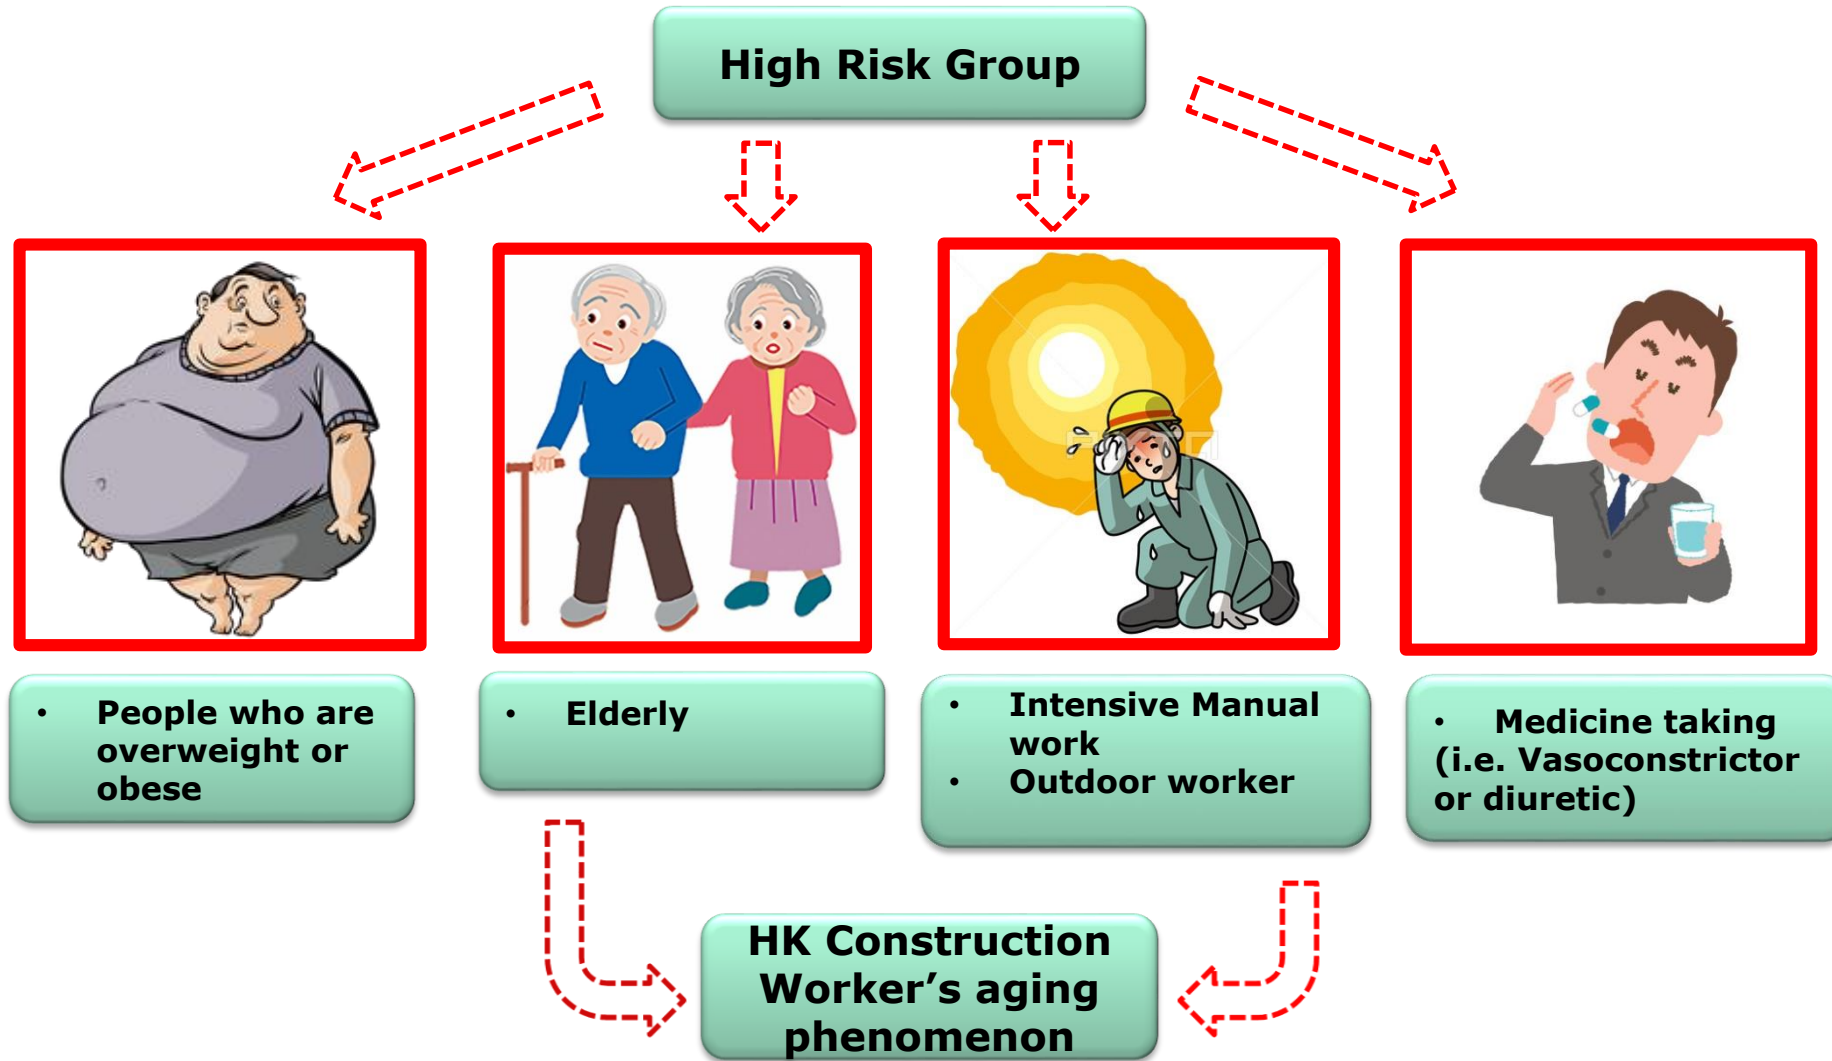 High Risk Group
• People who are
overweight or
obese
• Elderly
• Intensive Manual
work
• Outdoor worker
• Medicine taking
(i.e. Vasoconstrictor
or diuretic)
HK Construction
Worker’s aging
phenomenon